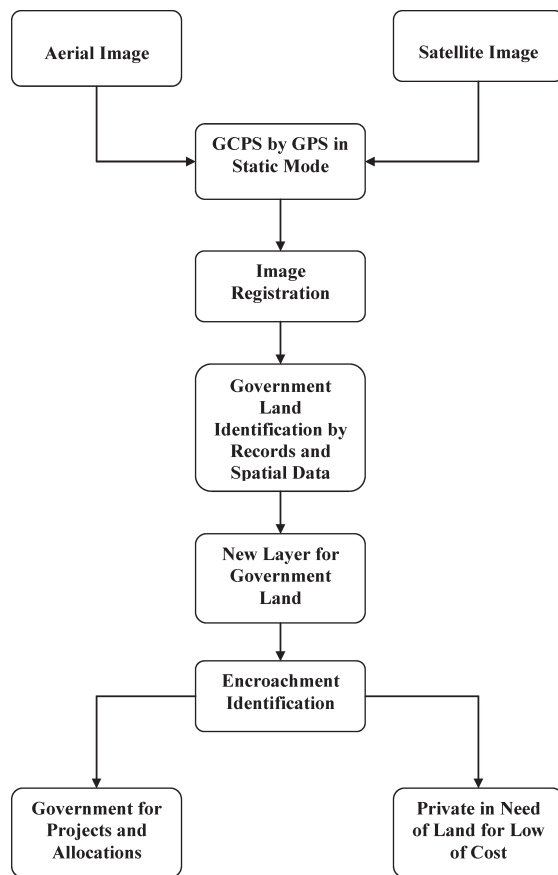 Aerial Image
Satellite Image
GCPS by GPS in
Static Mode
Image
Registration
Government
Land
Identification by
Records and
Spatial Data
New Layer for
Government
Land
Encroachment
Identification
Government for
Projects and
Allocations
Private in Need
of Land for Low
of Cost